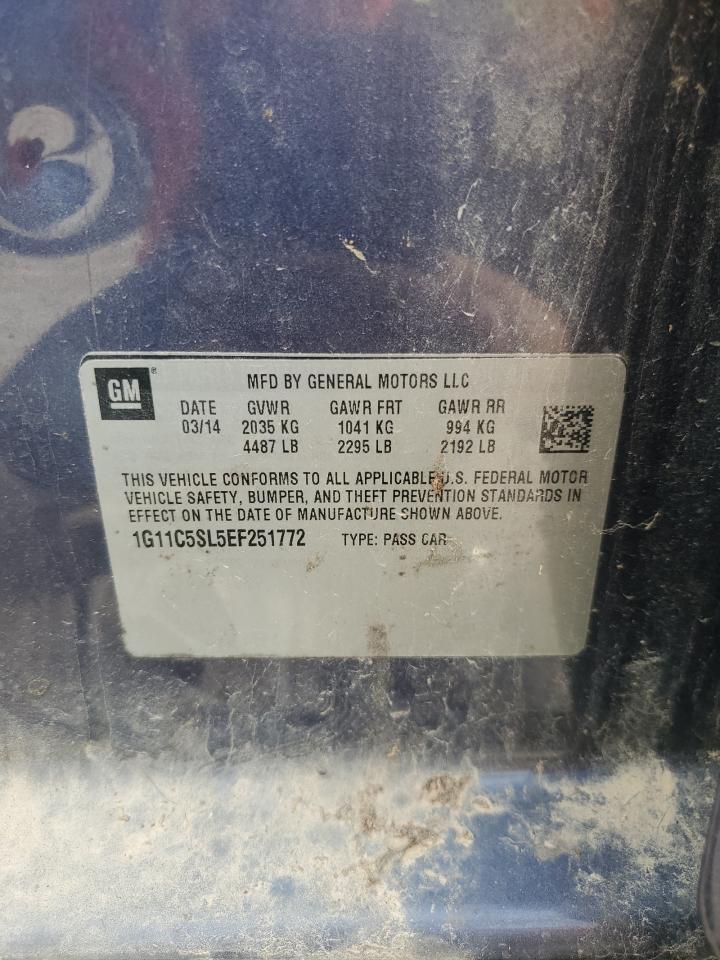 GM ®
MFD BY GENERAL MOTORS LLC
DATE GVWR GAWR FRT GAWR RR
03/14 2035 KG 1041 KG 994 KG
4487 LB 2295 LB 2192 LB
THIS VEHICLE CONFORMS TO ALL APPLICABLE U.S. FEDERAL MOTOR
VEHICLE SAFETY, BUMPER, AND THEFT PREVENTION STANDARDS IN
EFFECT ON THE DATE OF MANUFACTURE SHOWN ABOVE.
1G11C5SL5EF251772 TYPE: PASS CAR